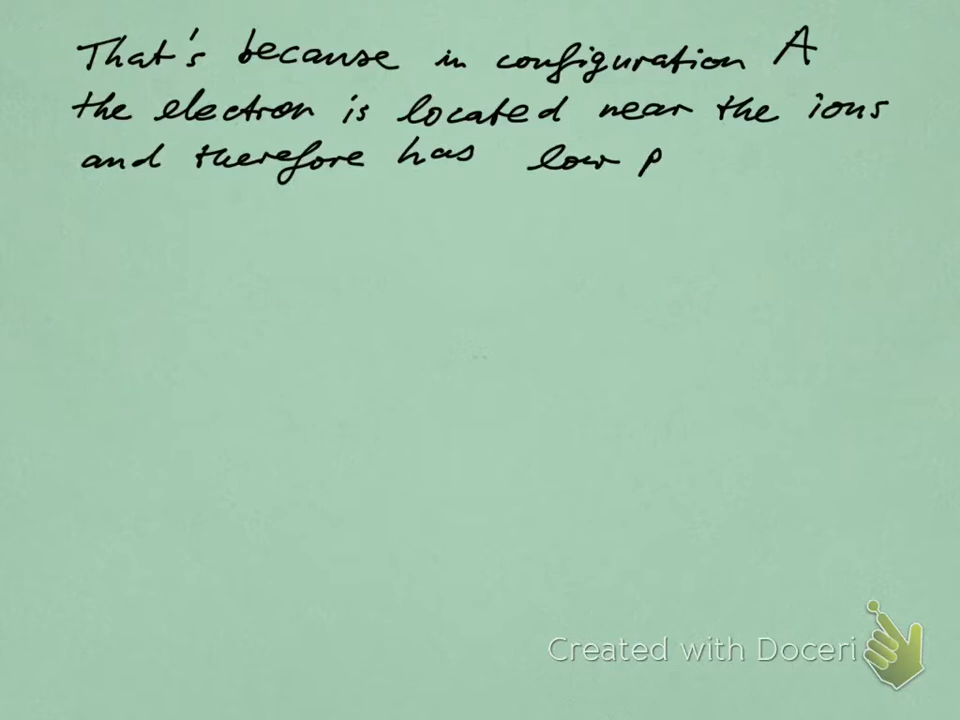 That's because in configuration A
the electron is located near the ions
and therefore has low p
Created with Doceri